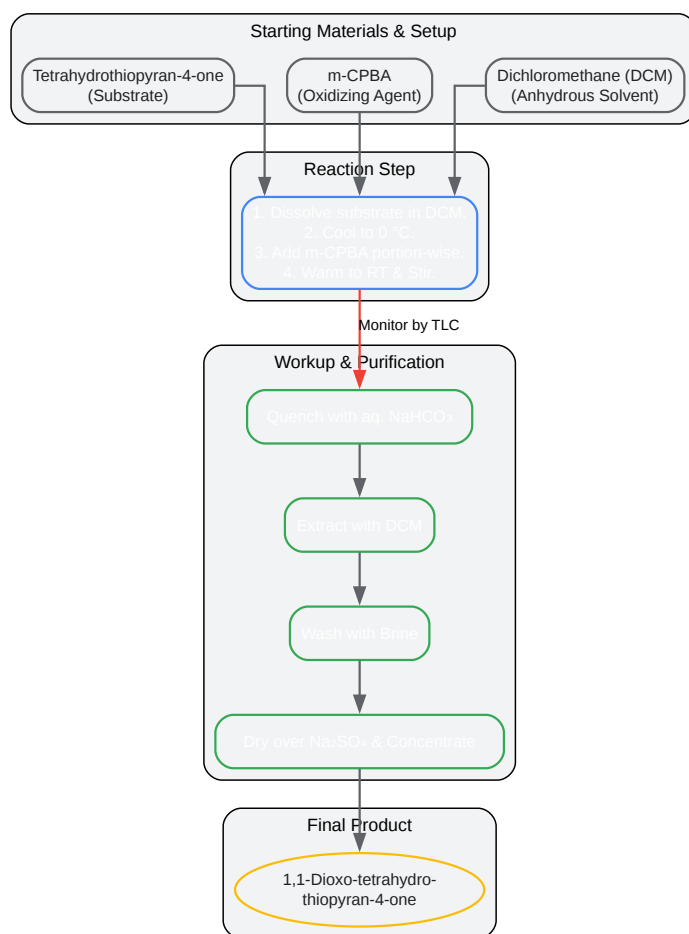 Starting Materials & Setup
Tetrahydrothiopyran-4-one
(Substrate)
m-CPBA
(Oxidizing Agent)
Dichloromethane (DCM)
(Anhydrous Solvent)
Reaction Step
1. Dissolve substrate in DCM.
2. Cool to 0 °C.
3. Add m-CPBA portion-wise.
4. Warm to RT & Stir.
Monitor by TLC
Workup & Purification
Quench with aq. NaHCO₃
Extract with DCM
Wash with Brine
Dry over Na₂SO₄ & Concentrate
Final Product
1,1-Dioxo-tetrahydro-
thiopyran-4-one